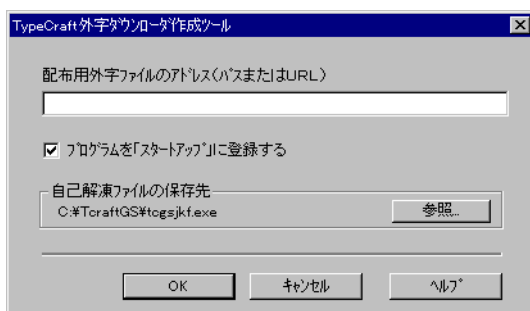 TypeCraft外字ﾀﾞｳﾝﾛｰﾀﾞ作成ﾂｰﾙ
配布用外字ﾌｧｲﾙのｱﾄﾞﾚｽ(ﾊﾟｽまたはURL)
ﾌﾟﾛｸﾞﾗﾑを｢ｽﾀｰﾄｱｯﾌﾟ｣に登録する
自己解凍ﾌｧｲﾙの保存先
C:¥TcraftGS¥tcgsjkf.exe
参照...
OK
ｷｬﾝｾﾙ
ﾍﾙﾌﾟ